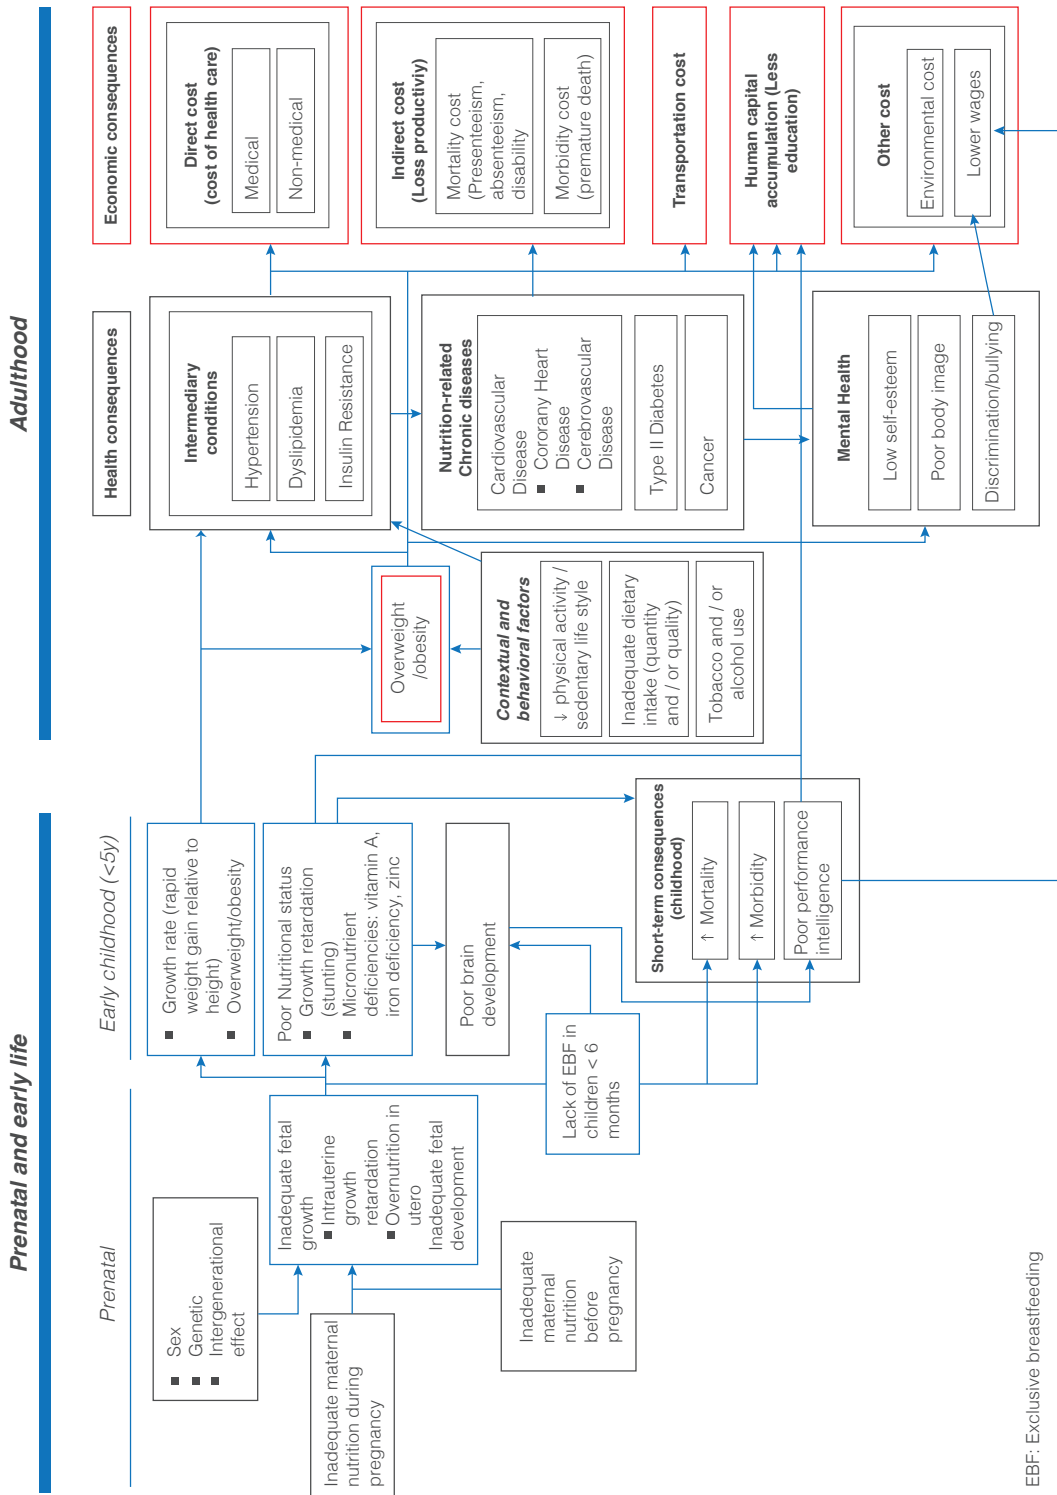 Prenatal and early life
Adulthood
Prenatal
Early childhood (<5y)
Health consequences
Economic consequences
■ Sex
■ Genetic
■ Intergenerational
effect
Inadequate maternal
nutrition during
pregnancy
Inadequate fetal
growth
■ Intrauterine
growth
retardation
■ Overnutrition in
utero
Inadequate fetal
development
Inadequate
maternal
nutrition
before
pregnancy
■ Growth rate (rapid
weight gain relative to
height)
■ Overweight/obesity
Poor Nutritional status
■ Growth retardation
(stunting)
■ Micronutrient
deficiencies: vitamin A,
iron deficiency, zinc
Poor brain
development
Lack of EBF in
children < 6
months
Short-term consequences
(childhood)
↑ Mortality
↑ Morbidity
Poor performance
intelligence
Overweight
/obesity
Contextual and
behavioral factors
↓ physical activity /
sedentary life style
Inadequate dietary
intake (quantity
and / or quality)
Tobacco and / or
alcohol use
Intermediary
conditions
Hypertension
Dyslipidemia
Insulin Resistance
Nutrition-related
Chronic diseases
Cardiovascular
Disease
■ Cororany Heart
Disease
■ Cerebrovascular
Disease
Type II Diabetes
Cancer
Mental Health
Low self-esteem
Poor body image
Discrimination/bullying
Direct cost
(cost of health care)
Medical
Non-medical
Indirect cost
(Loss productiviy)
Mortality cost
(Presenteeism,
absenteeism,
disability
Morbidity cost
(premature death)
Transportation cost
Human capital
accumulation (Less
education)
Other cost
Environmental cost
Lower wages
EBF: Exclusive breastfeeding